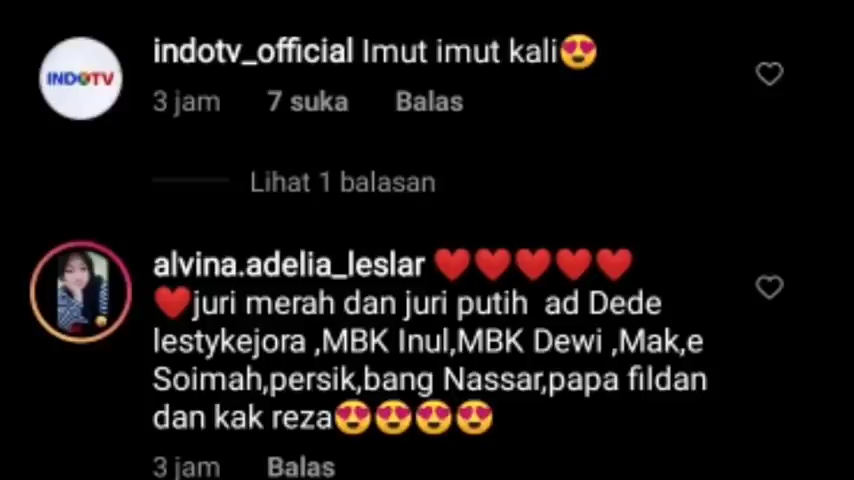 INDOTV
indotv_official Imut imut kali😍
3 jam 7 suka Balas
Lihat 1 balasan
alvina.adelia_leslar ❤️❤️❤️❤️❤️
❤️juri merah dan juri putih ad Dede
lestykejora ,MBK Inul,MBK Dewi ,Mak,e
Soimah,persik,bang Nassar,papa fildan
dan kak reza😍😍😍😍
3 jam Balas